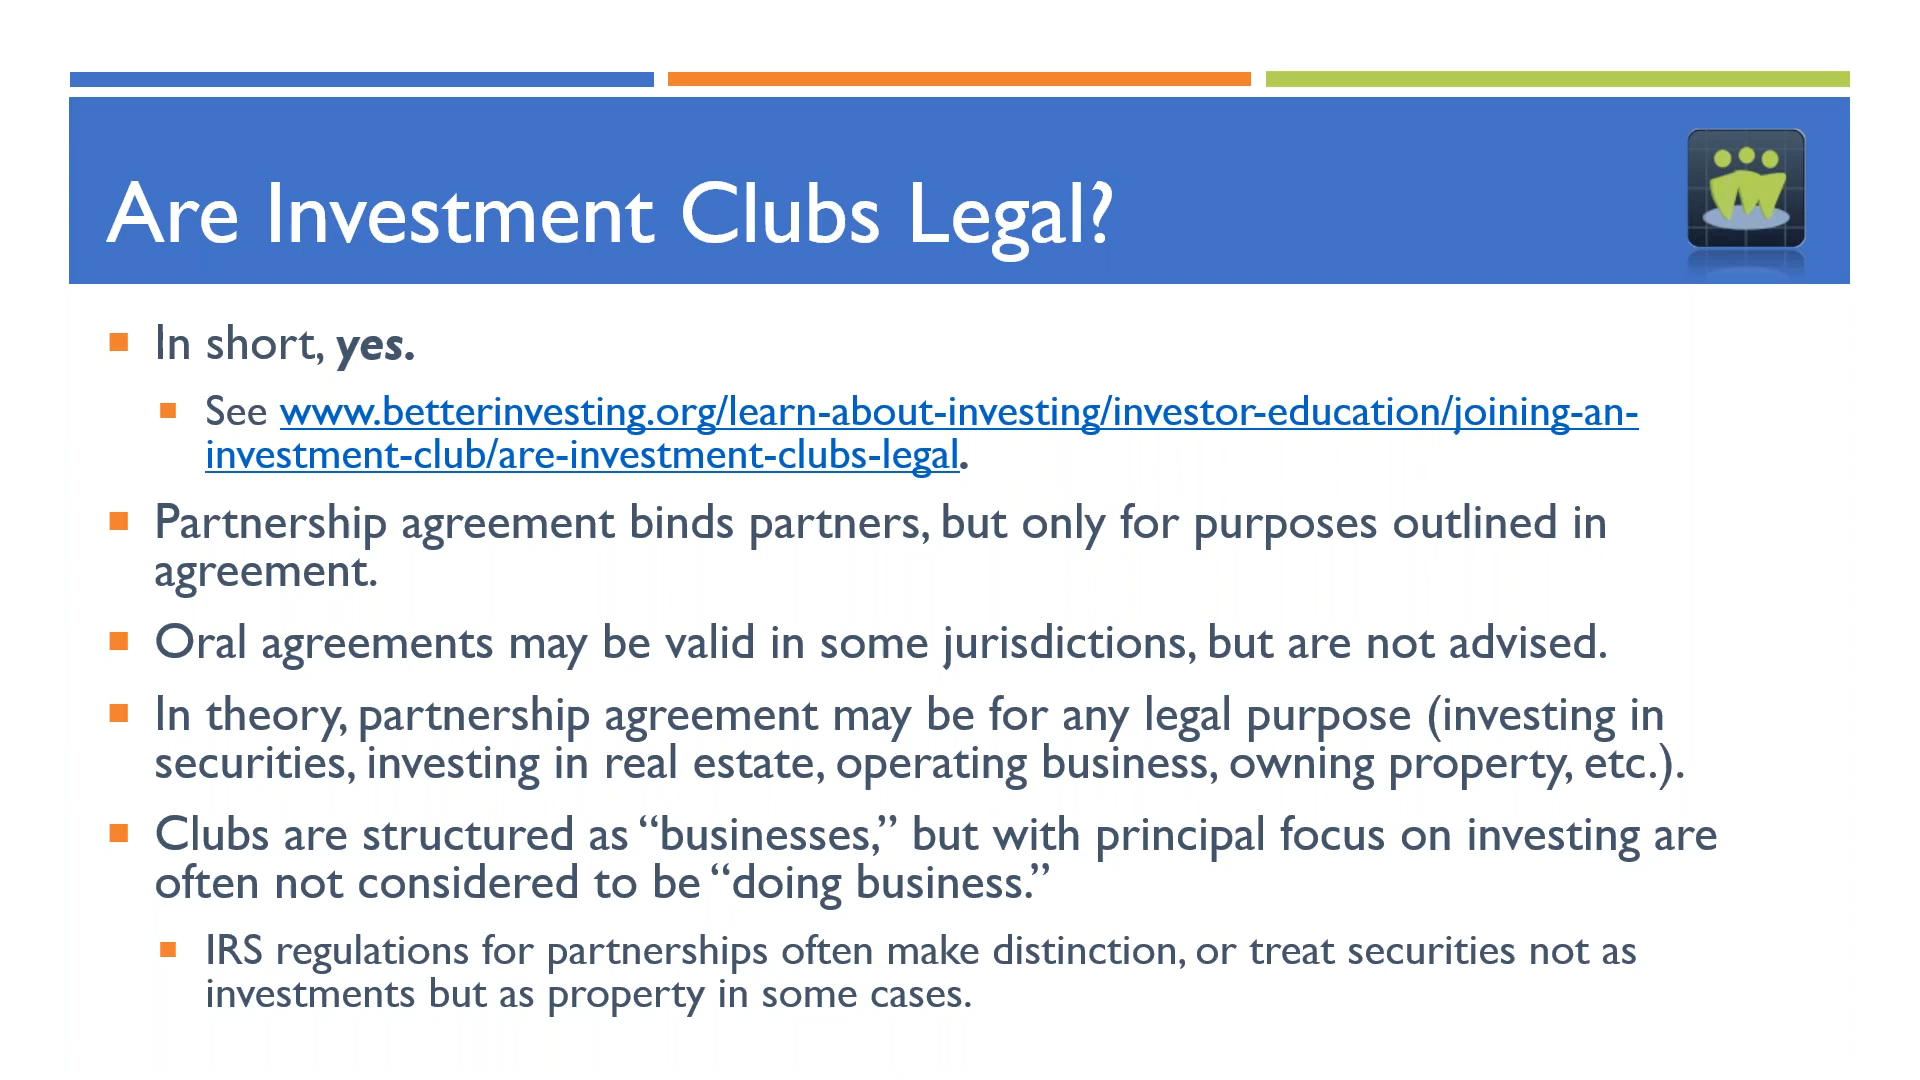 Are Investment Clubs Legal?
In short, yes.
See www.betterinvesting.org/learn-about-investing/investor-education/joining-an-
investment-club/are-investment-clubs-legal.
Partnership agreement binds partners, but only for purposes outlined in
agreement.
Oral agreements may be valid in some jurisdictions, but are not advised.
In theory, partnership agreement may be for any legal purpose (investing in
securities, investing in real estate, operating business, owning property, etc.).
Clubs are structured as “businesses,” but with principal focus on investing are
often not considered to be “doing business.”
IRS regulations for partnerships often make distinction, or treat securities not as
investments but as property in some cases.